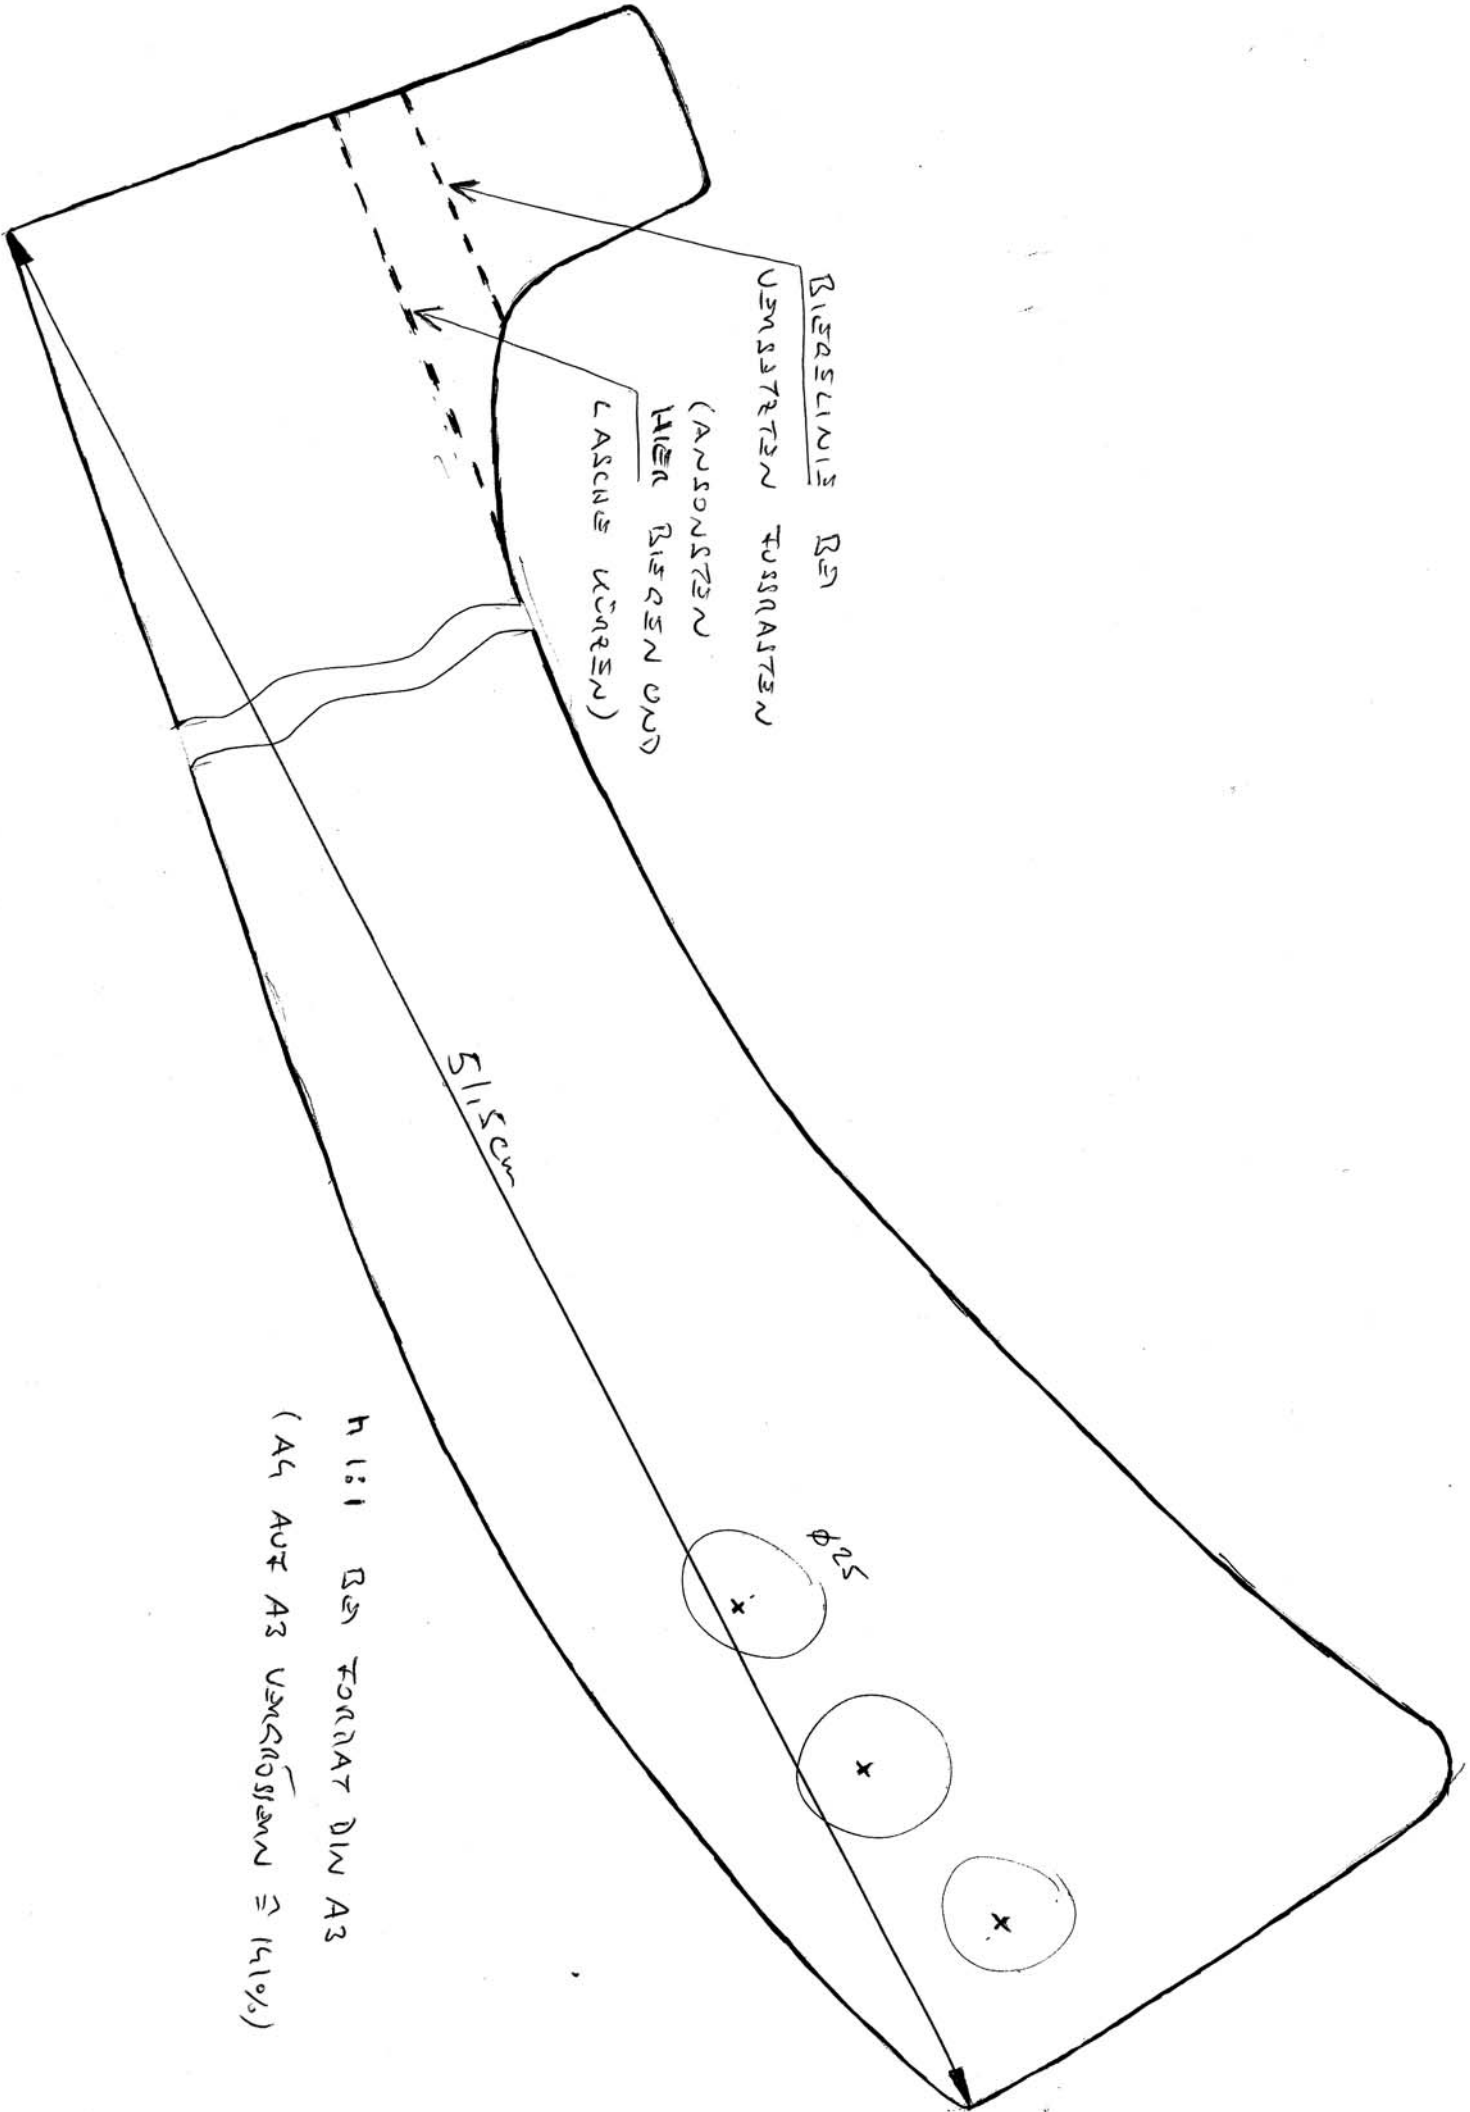 BIEGELINIE BEI
VERSETZTEN FUSSRASTEN
(ANSONSTEN
HIER BIEGEN UND
LASCHE KÜRZEN)
51,5cm
ϕ25
M 1:1 BEI FORMAT DIN A3
(A4 AUF A3 VERGRÖSSERN ≙ 141%)